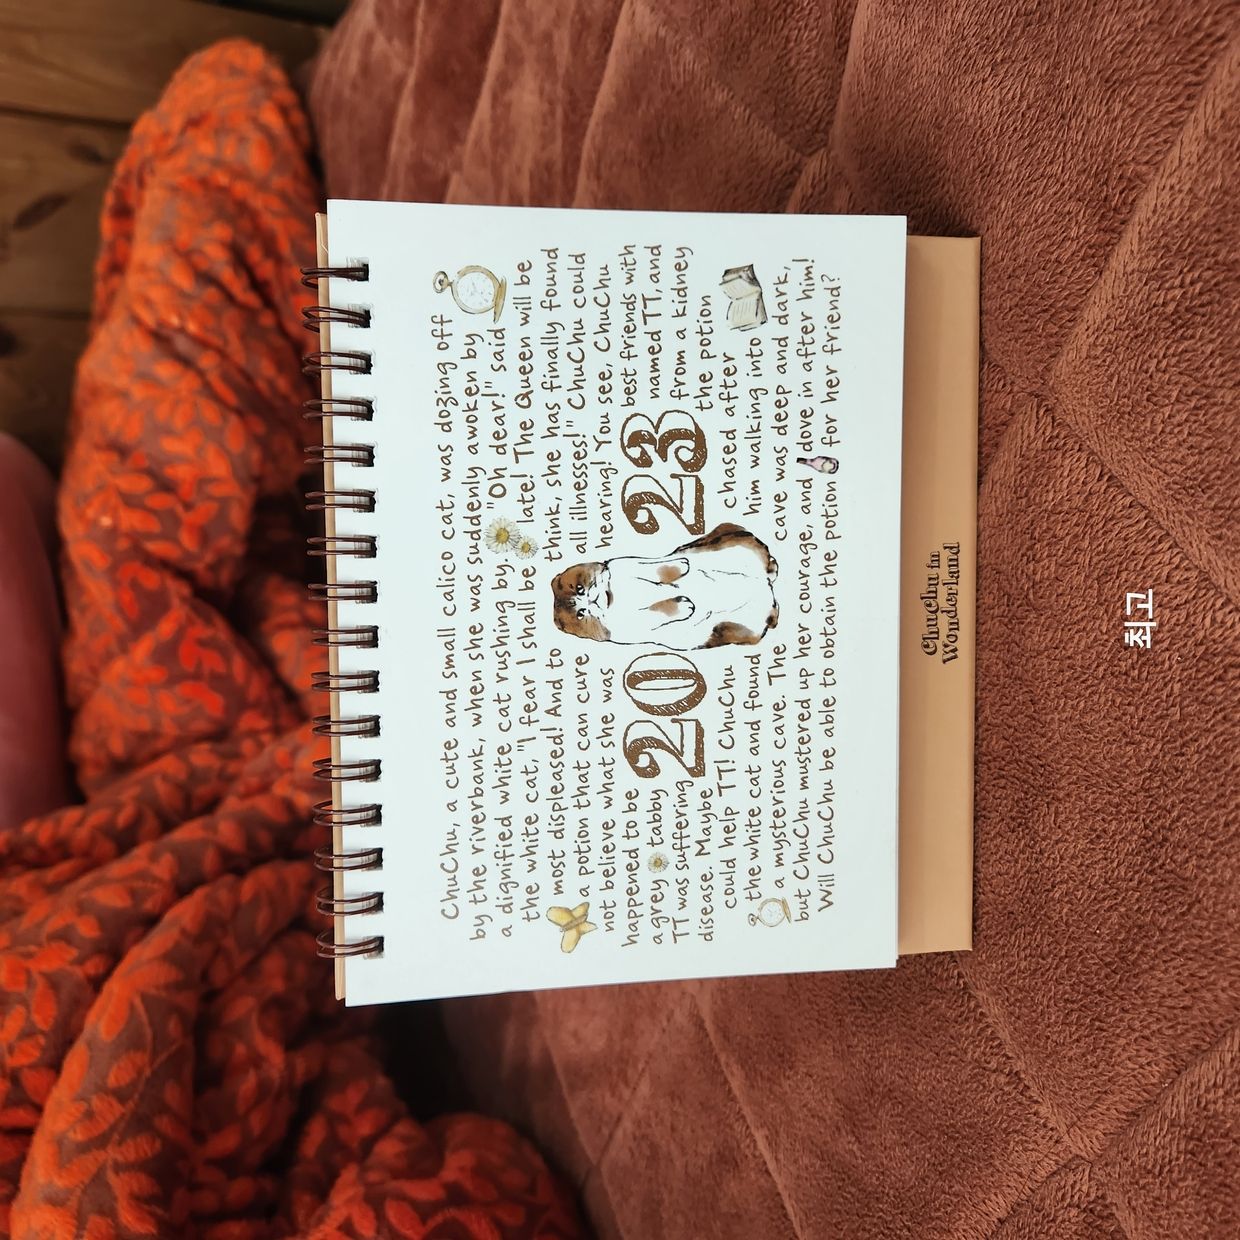 ChuChu, a cute and small calico cat, was dozing off
by the riverbank, when she was suddenly awoken by
a dignified white cat rushing by. "Oh dear!" said
the white cat, "I fear I shall be late! The Queen will be
most displeased! And to think, she has finally found
a potion that can cure all illnesses!" ChuChu could
not believe what she was hearing! You see, ChuChu
happened to be best friends with
a grey tabby named TT, and
TT was suffering from a kidney
disease. Maybe the potion
could help TT! ChuChu chased after
the white cat and found him walking into
a mysterious cave. The cave was deep and dark,
but ChuChu mustered up her courage, and dove in after him!
Will ChuChu be able to obtain the potion for her friend?
2023
ChuChu in
Wonderland
최고